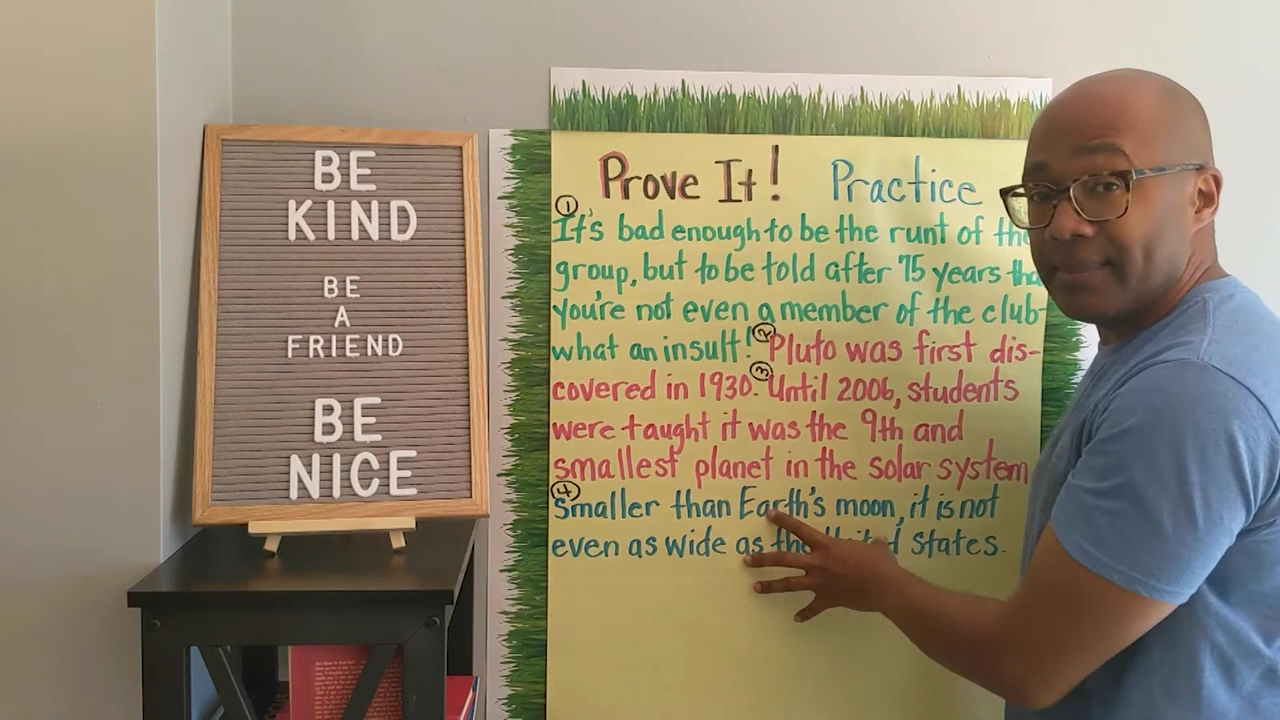 BE
KIND
BE
A
FRIEND
BE
NICE
Prove It! Practice
① It's bad enough to be the runt of the
group, but to be told after 75 years tha
you're not even a member of the club-
what an insult! ② Pluto was first dis-
covered in 1930. ③ Until 2006, students
were taught it was the 9th and
smallest planet in the solar system
④ Smaller than Earth's moon, it is not
even as wide as the United States.